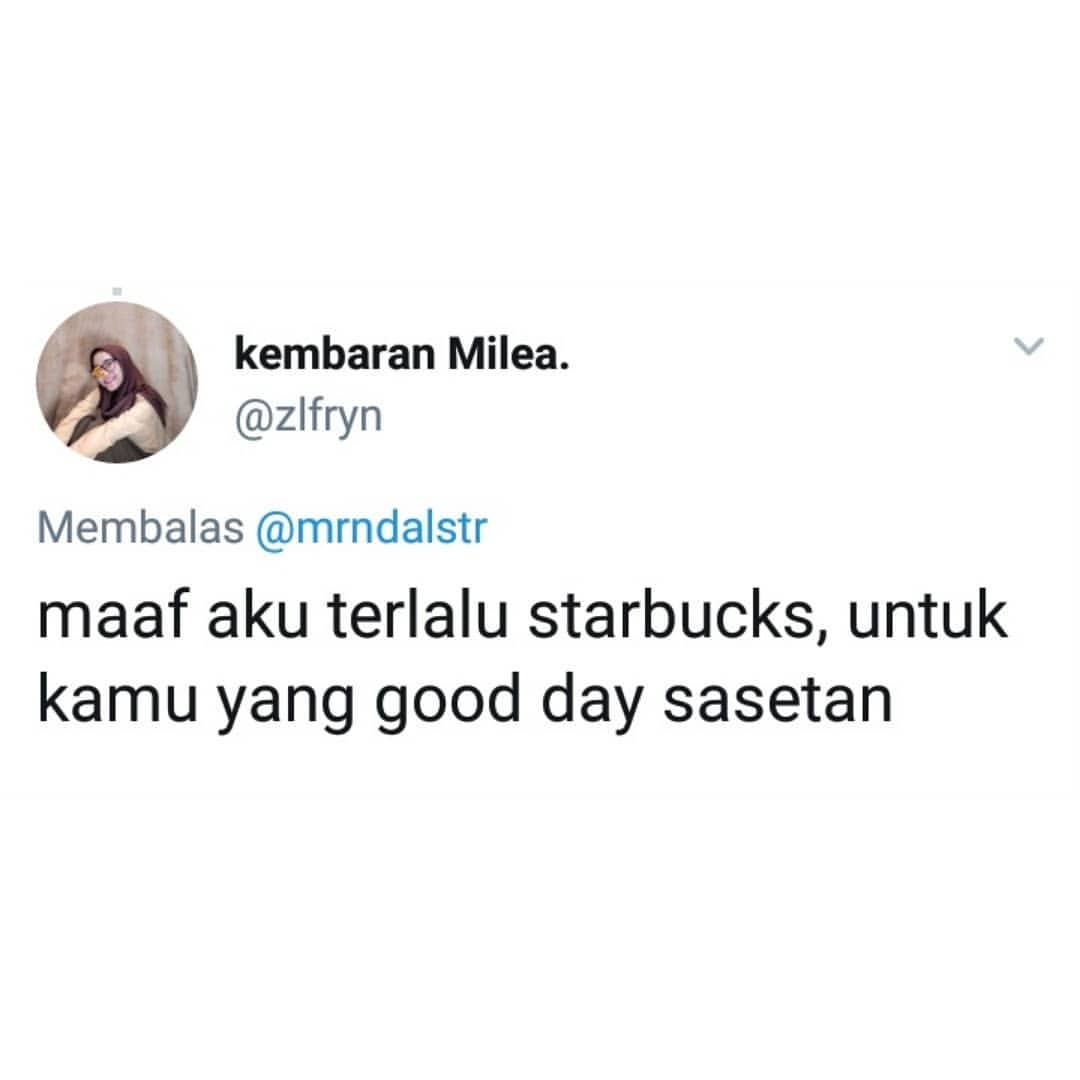 kembaran Milea.
@zlfryn
Membalas @mrndalstr
maaf aku terlalu starbucks, untuk
kamu yang good day sasetan